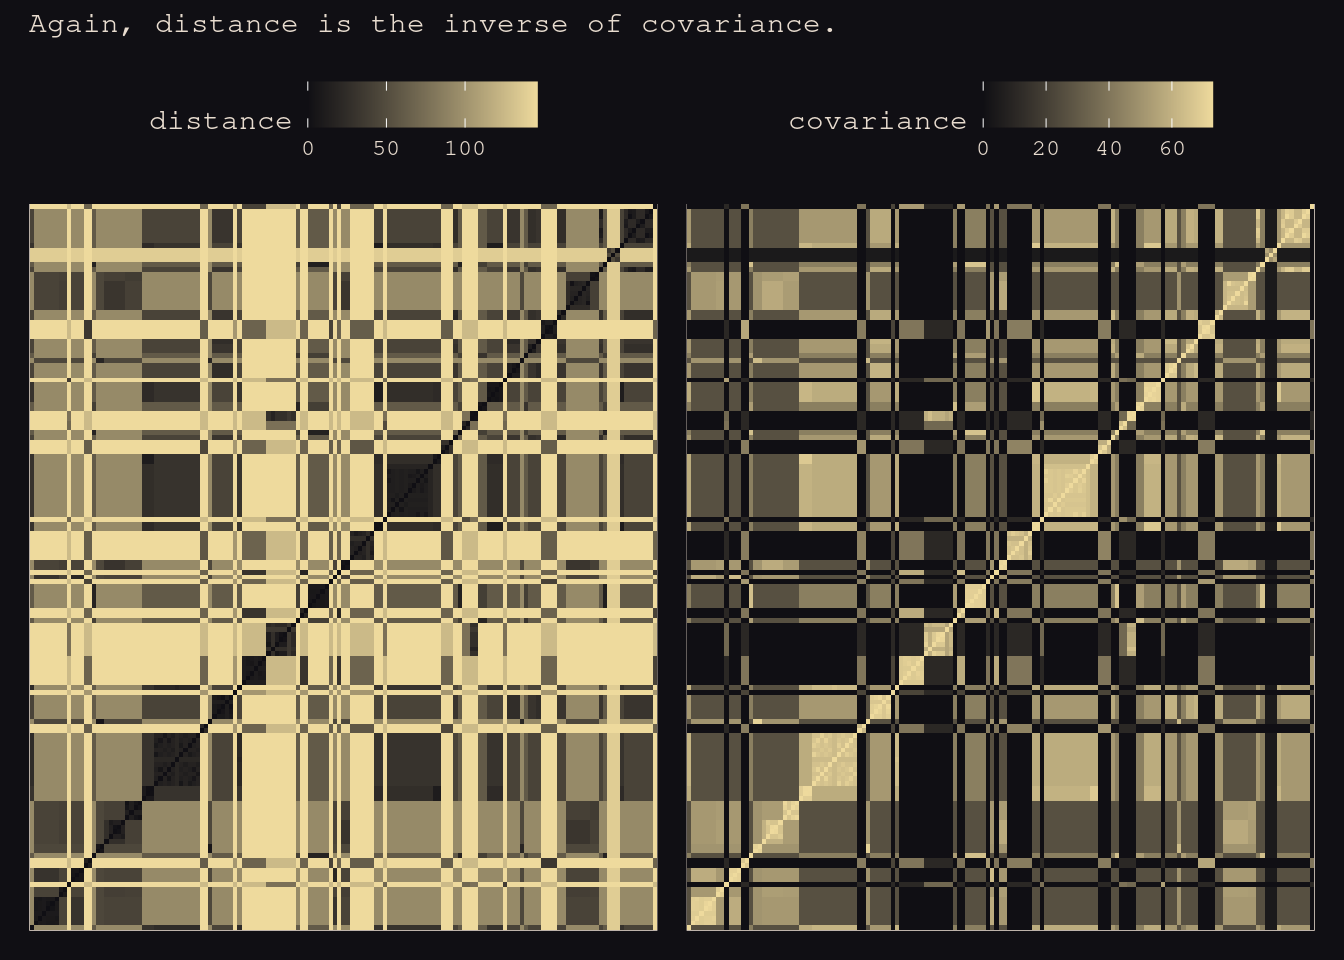 Again, distance is the inverse of covariance.
distance
0 50 100
covariance
0 20 40 60